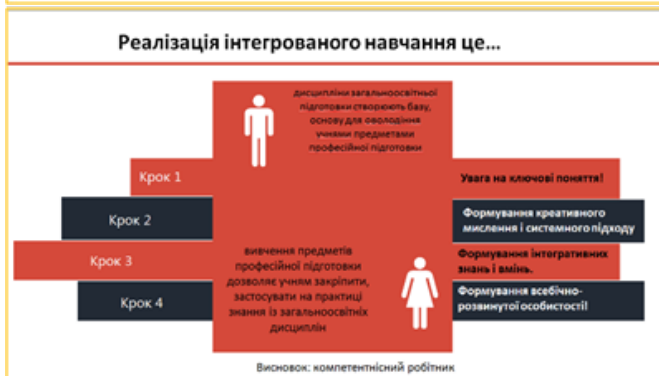 Реалізація інтегрованого навчання це...
дисципліни загальноосвітньої
підготовки створюють базу,
основу для оволодіння
учнями предметами
професійної підготовки
Крок 1
Увага на ключові поняття!
Крок 2
Формування креативного
мислення і системного підходу
Крок 3
Формування інтегративних
знань і вмінь.
Крок 4
Формування всебічно-
розвинутої особистості!
вивчення предметів
професійної підготовки
дозволяє учням закріпити,
застосувати на практиці
знання із загальноосвітніх
дисциплін
Висновок: компетентнісний робітник